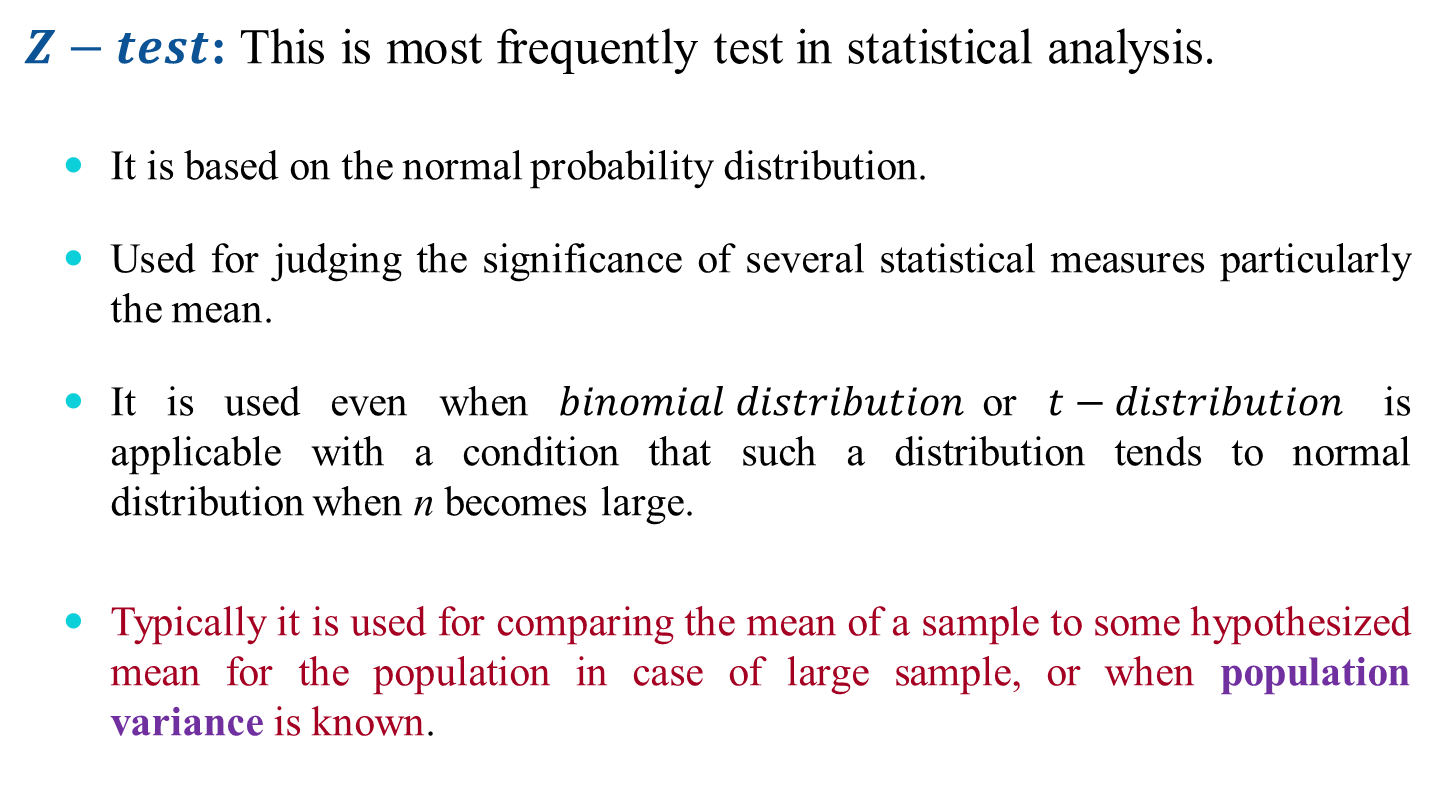 Z − test: This is most frequently test in statistical analysis.
• It is based on the normal probability distribution.
• Used for judging the significance of several statistical measures particularly
the mean.
• It is used even when binomial distribution or t − distribution is
applicable with a condition that such a distribution tends to normal
distribution when n becomes large.
• Typically it is used for comparing the mean of a sample to some hypothesized
mean for the population in case of large sample, or when population
variance is known.